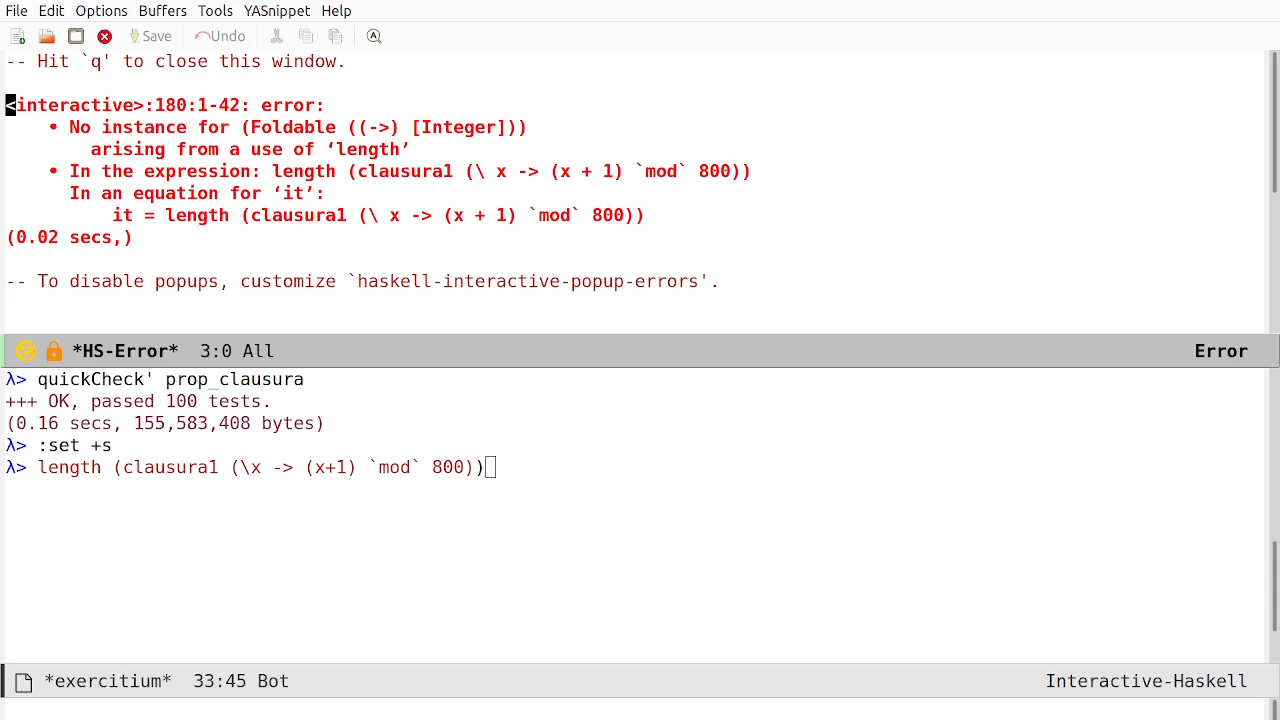 File Edit Options Buffers Tools YASnippet Help
Save Undo
-- Hit `q' to close this window.
<interactive>:180:1-42: error:
• No instance for (Foldable ((->) [Integer]))
arising from a use of ‘length’
• In the expression: length (clausura1 (\ x -> (x + 1) `mod` 800))
In an equation for ‘it’:
it = length (clausura1 (\ x -> (x + 1) `mod` 800))
(0.02 secs,)
-- To disable popups, customize `haskell-interactive-popup-errors'.
*HS-Error* 3:0 All Error
λ> quickCheck' prop_clausura
+++ OK, passed 100 tests.
(0.16 secs, 155,583,408 bytes)
λ> :set +s
λ> length (clausura1 (\x -> (x+1) `mod` 800))
*exercitium* 33:45 Bot Interactive-Haskell